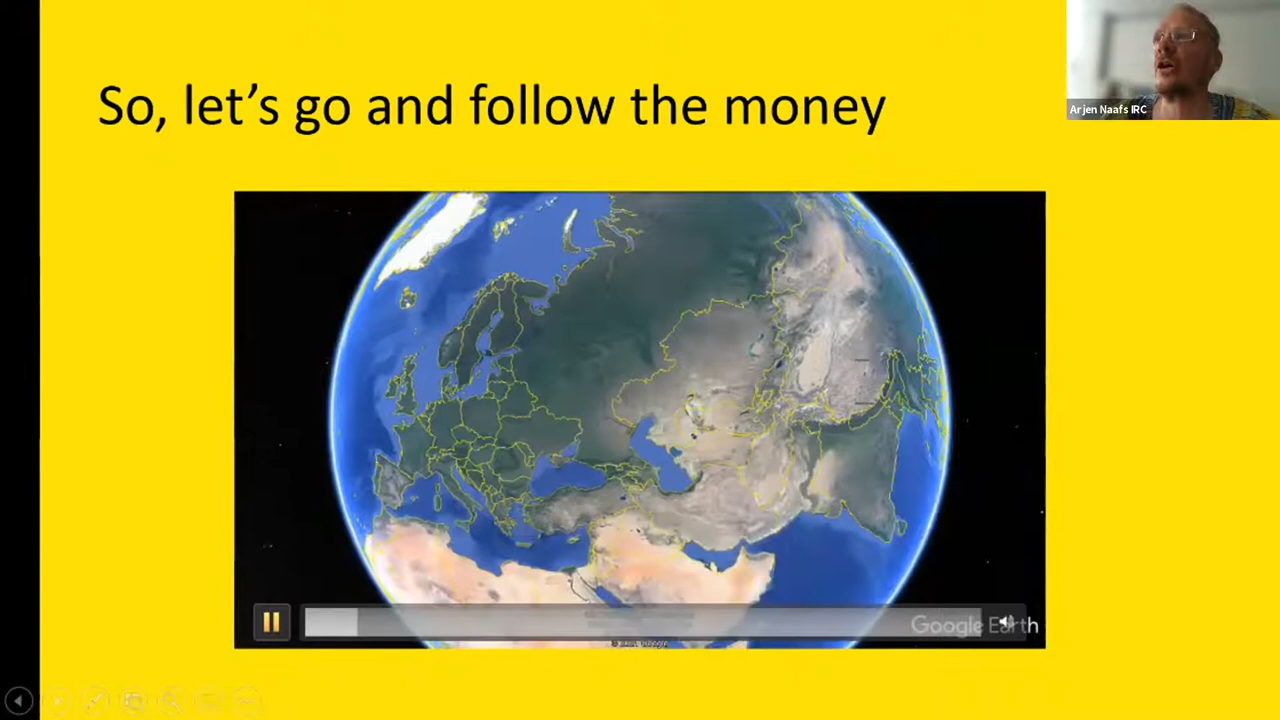 So, let’s go and follow the money
Arjen Naafs IRC
Google Earth